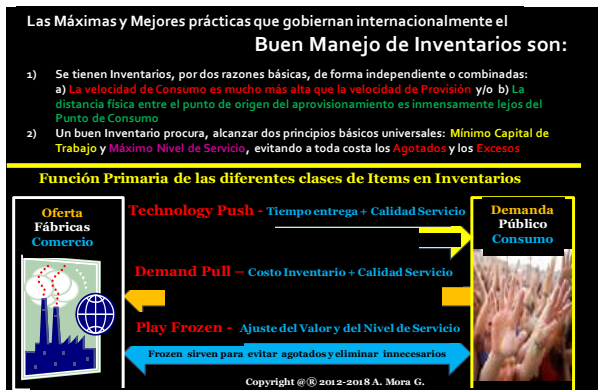 Las Máximas y Mejores prácticas que gobiernan internacionalmente el
Buen Manejo de Inventarios son:
1) Se tienen Inventarios, por dos razones básicas, de forma independiente o combinadas:
a) La velocidad de Consumo es mucho más alta que la velocidad de Provisión y/o b) La
distancia física entre el punto de origen del aprovisionamiento es inmensamente lejos del
Punto de Consumo
2) Un buen Inventario procura, alcanzar dos principios básicos universales: Mínimo Capital de
Trabajo y Máximo Nivel de Servicio, evitando a toda costa los Agotados y los Excesos
Función Primaria de las diferentes clases de Items en Inventarios
Oferta
Fábricas
Comercio
Technology Push - Tiempo entrega + Calidad Servicio
Demand Pull – Costo Inventario + Calidad Servicio
Play Frozen - Ajuste del Valor y del Nivel de Servicio
Frozen sirven para evitar agotados y eliminar innecesarios
Demanda
Público
Consumo
Copyright @® 2012-2018 A. Mora G.